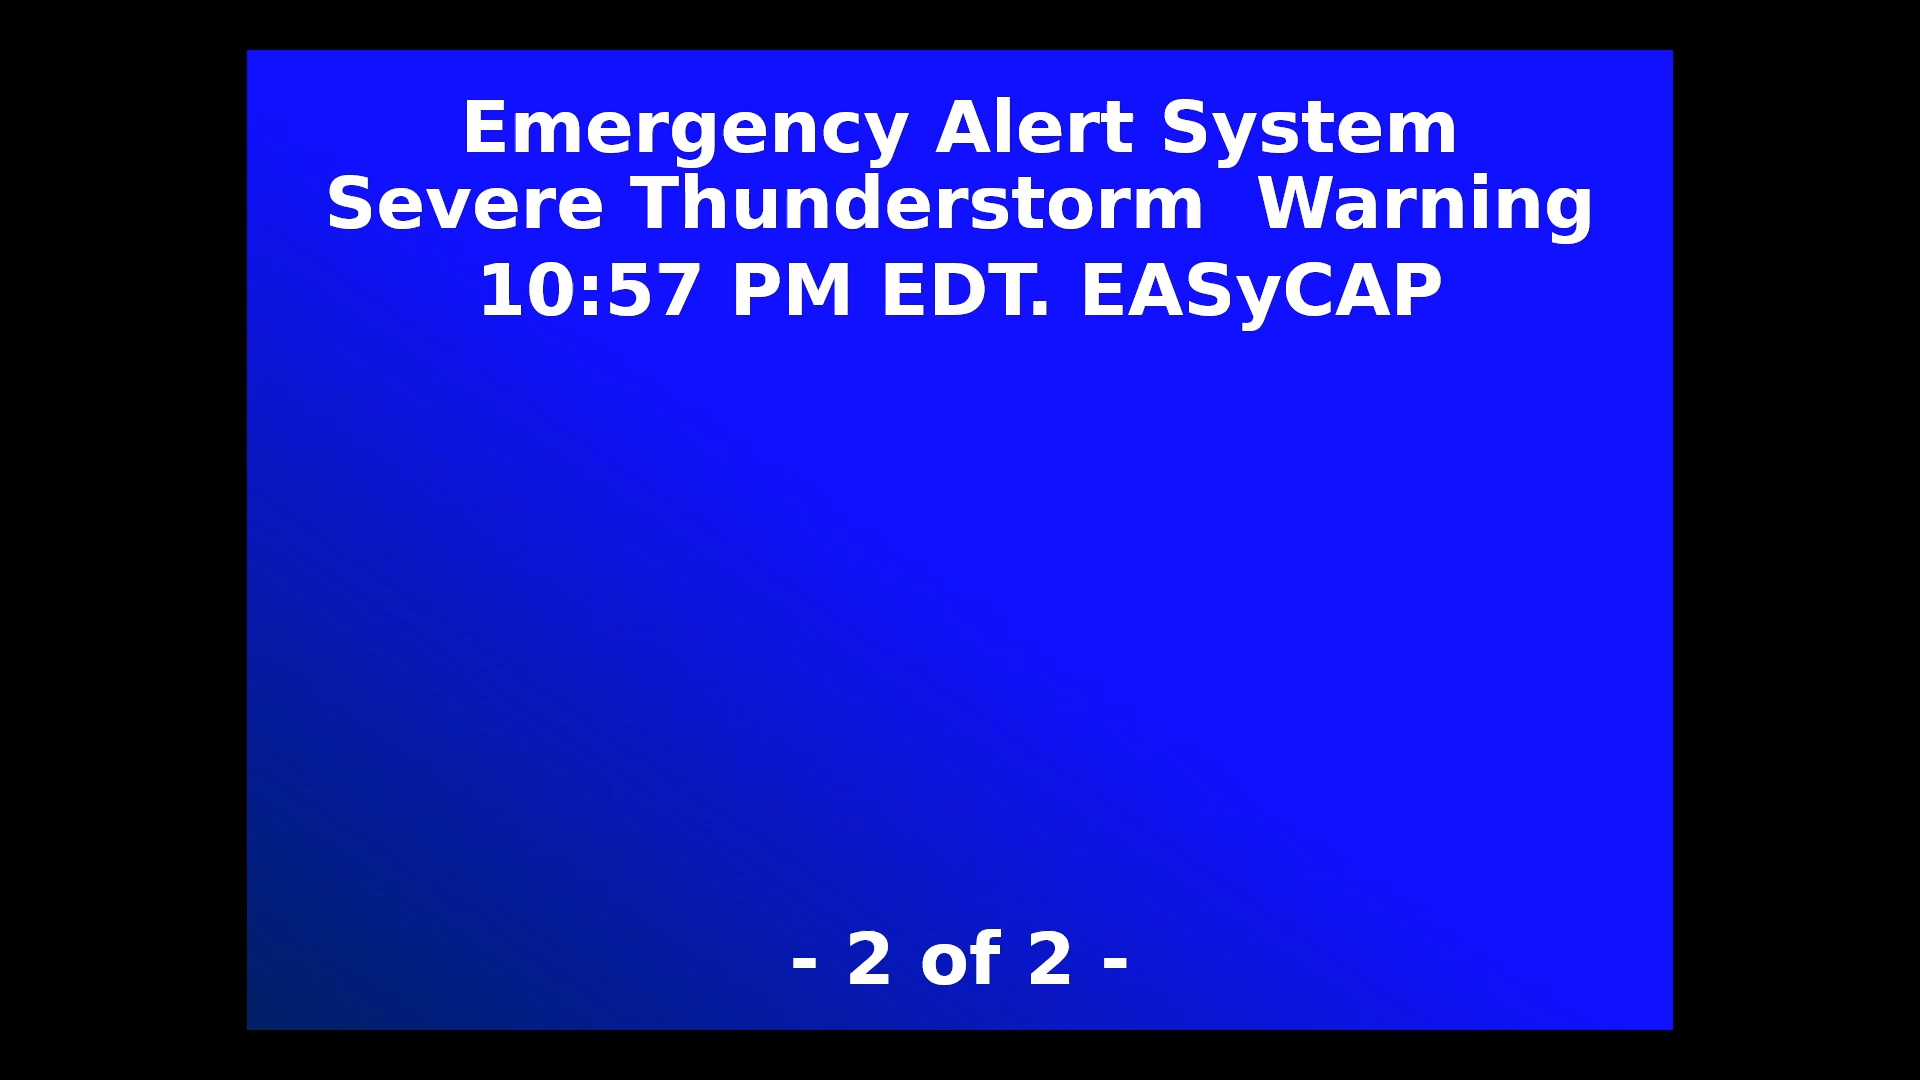 Emergency Alert System
Severe Thunderstorm  Warning
10:57 PM EDT. EASyCAP
- 2 of 2 -